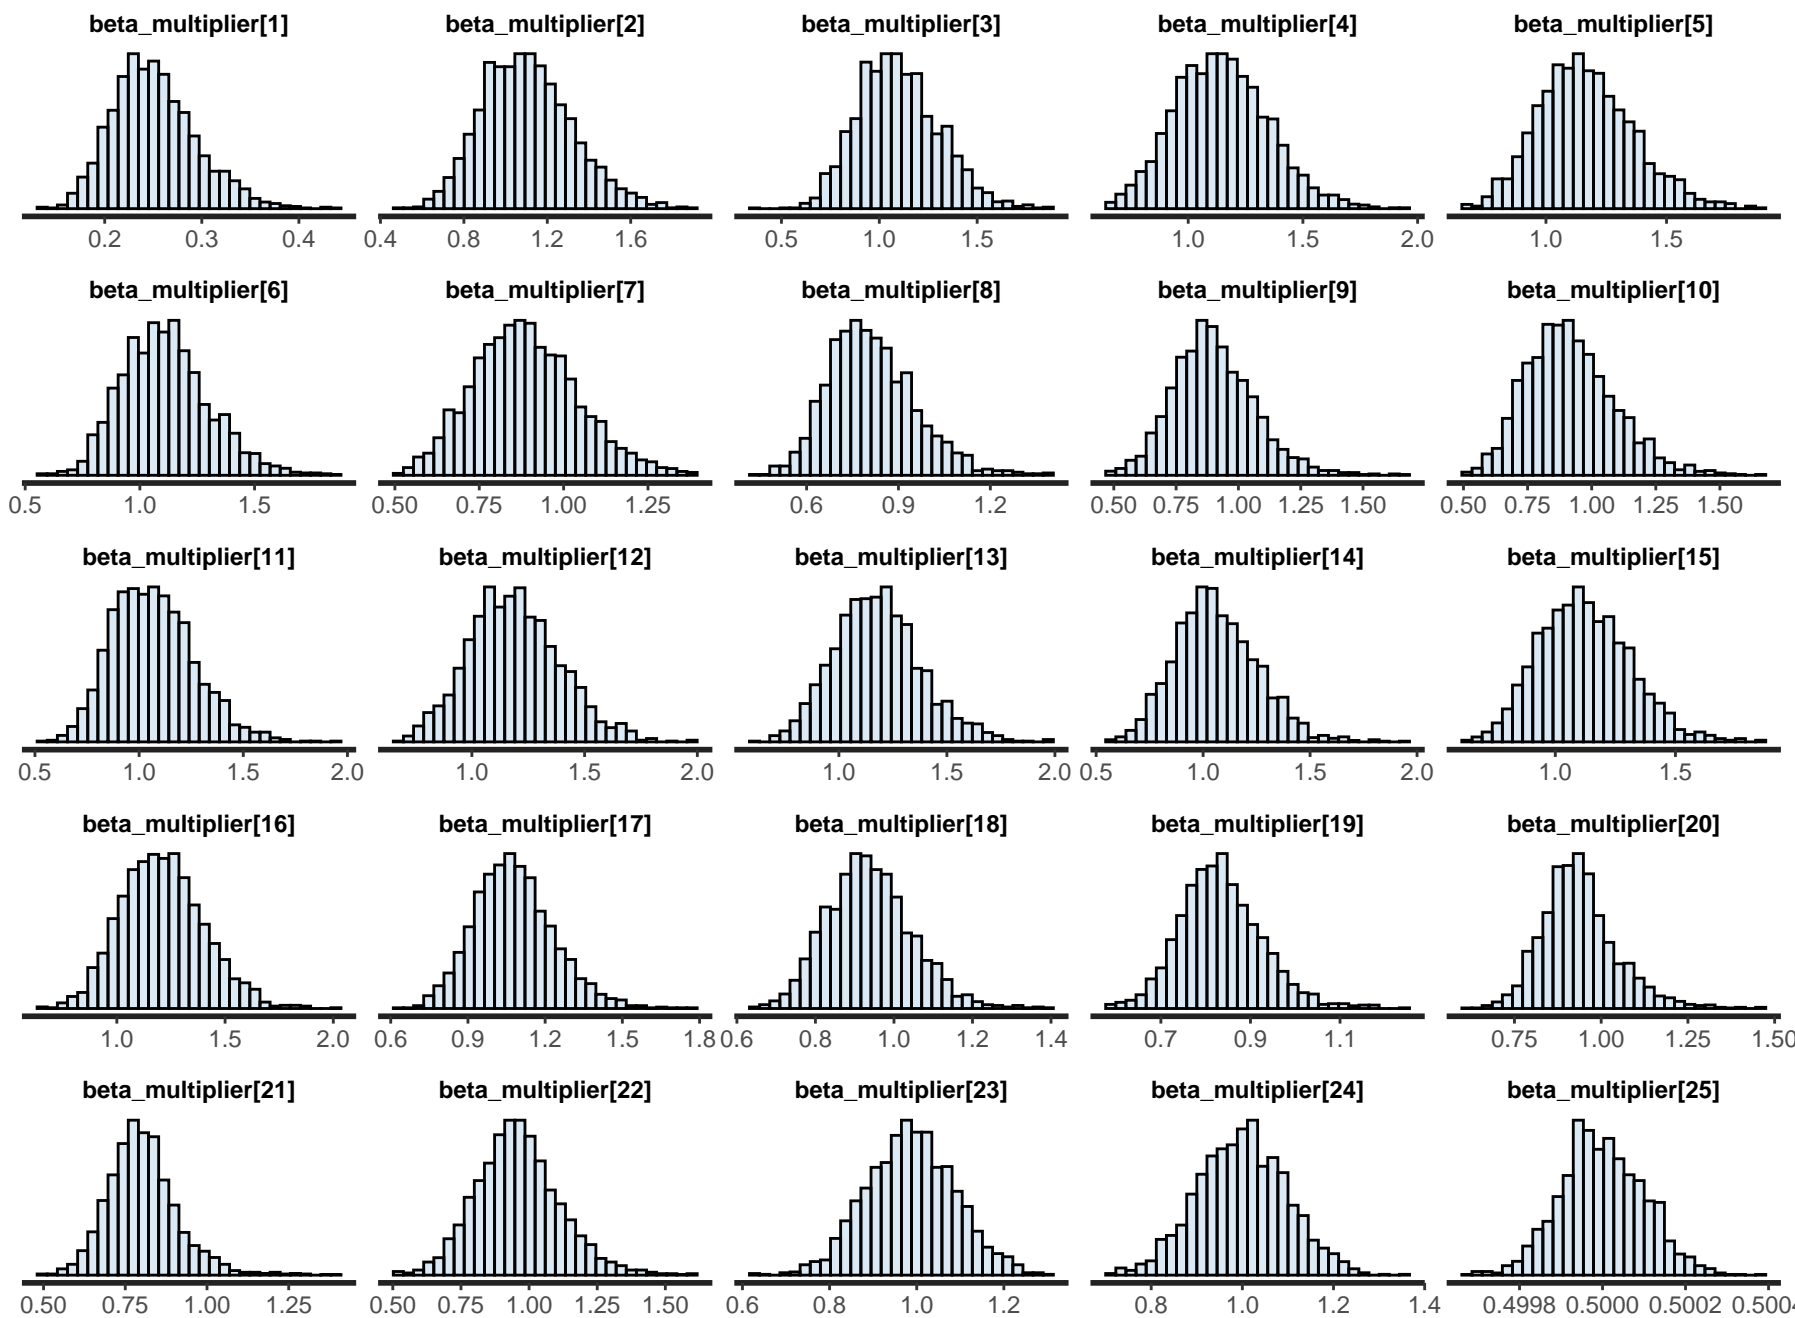 beta_multiplier[1] beta_multiplier[2] beta_multiplier[3] beta_multiplier[4] beta_multiplier[5]
0.2 0.3 0.4 0.4 0.8 1.2 1.6 0.5 1.0 1.5 1.0 1.5 2.0 1.0 1.5
beta_multiplier[6] beta_multiplier[7] beta_multiplier[8] beta_multiplier[9] beta_multiplier[10]
0.5 1.0 1.5 0.50 0.75 1.00 1.25 0.6 0.9 1.2 0.50 0.75 1.00 1.25 1.50 0.50 0.75 1.00 1.25 1.50
beta_multiplier[11] beta_multiplier[12] beta_multiplier[13] beta_multiplier[14] beta_multiplier[15]
0.5 1.0 1.5 2.0 1.0 1.5 2.0 1.0 1.5 2.0 0.5 1.0 1.5 2.0 1.0 1.5
beta_multiplier[16] beta_multiplier[17] beta_multiplier[18] beta_multiplier[19] beta_multiplier[20]
1.0 1.5 2.0 0.6 0.9 1.2 1.5 1.8 0.6 0.8 1.0 1.2 1.4 0.7 0.9 1.1 0.75 1.00 1.25 1.50
beta_multiplier[21] beta_multiplier[22] beta_multiplier[23] beta_multiplier[24] beta_multiplier[25]
0.50 0.75 1.00 1.25 0.50 0.75 1.00 1.25 1.50 0.6 0.8 1.0 1.2 0.8 1.0 1.2 1.4 0.4998 0.5000 0.5002 0.5004